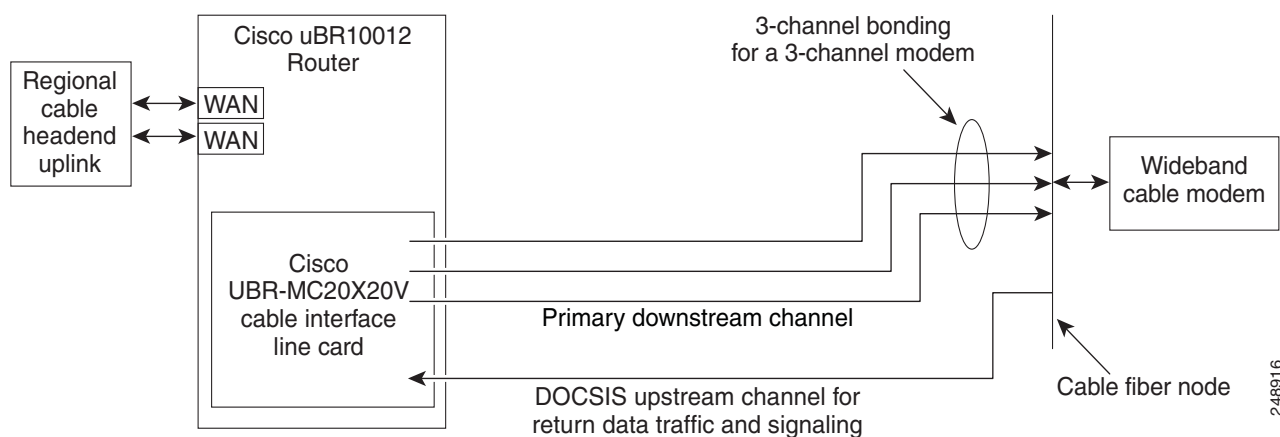 Cisco uBR10012
Router
3-channel bonding
for a 3-channel modem
Regional
cable
headend
uplink
WAN
WAN
Wideband
cable modem
Cisco
UBR-MC20X20V
cable interface
line card
Primary downstream channel
DOCSIS upstream channel for
return data traffic and signaling
Cable fiber node
248916